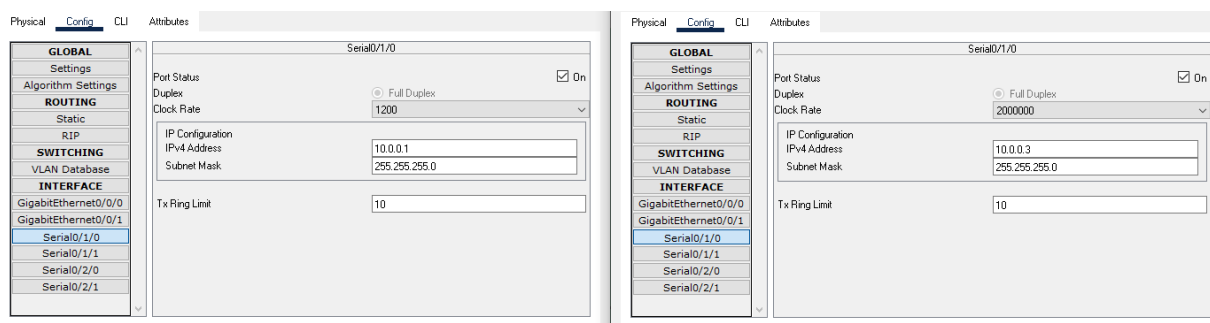 Physical Config CLI Attributes
GLOBAL
Settings
Algorithm Settings
ROUTING
Static
RIP
SWITCHING
VLAN Database
INTERFACE
GigabitEthernet0/0/0
GigabitEthernet0/0/1
Serial0/1/0
Serial0/1/1
Serial0/2/0
Serial0/2/1
Serial0/1/0
Port Status On
Duplex Full Duplex
Clock Rate 1200
IP Configuration
IPv4 Address 10.0.0.1
Subnet Mask 255.255.255.0
Tx Ring Limit 10
Physical Config CLI Attributes
GLOBAL
Settings
Algorithm Settings
ROUTING
Static
RIP
SWITCHING
VLAN Database
INTERFACE
GigabitEthernet0/0/0
GigabitEthernet0/0/1
Serial0/1/0
Serial0/1/1
Serial0/2/0
Serial0/2/1
Serial0/1/0
Port Status On
Duplex Full Duplex
Clock Rate 2000000
IP Configuration
IPv4 Address 10.0.0.3
Subnet Mask 255.255.255.0
Tx Ring Limit 10